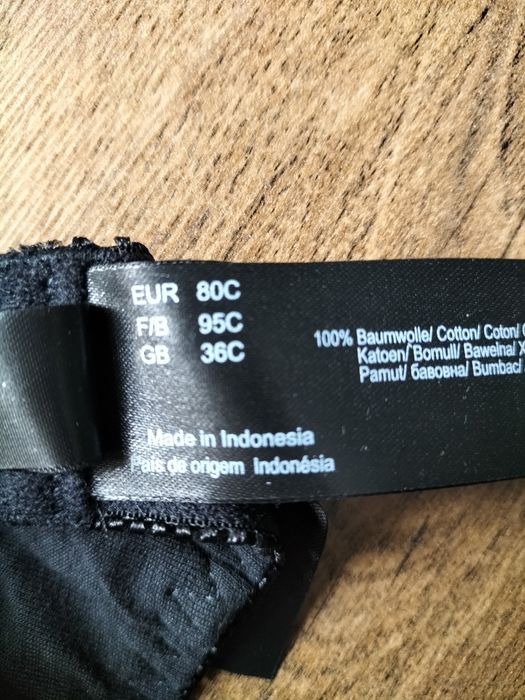 EUR 80C
F/B 95C
GB 36C
Made in Indonesia
País de origem Indonésia
100% Baumwolle/ Cotton/ Coton/
Katoen/ Bomull/ Bawełna/
Pamut/ бавовна/ Bumbac/